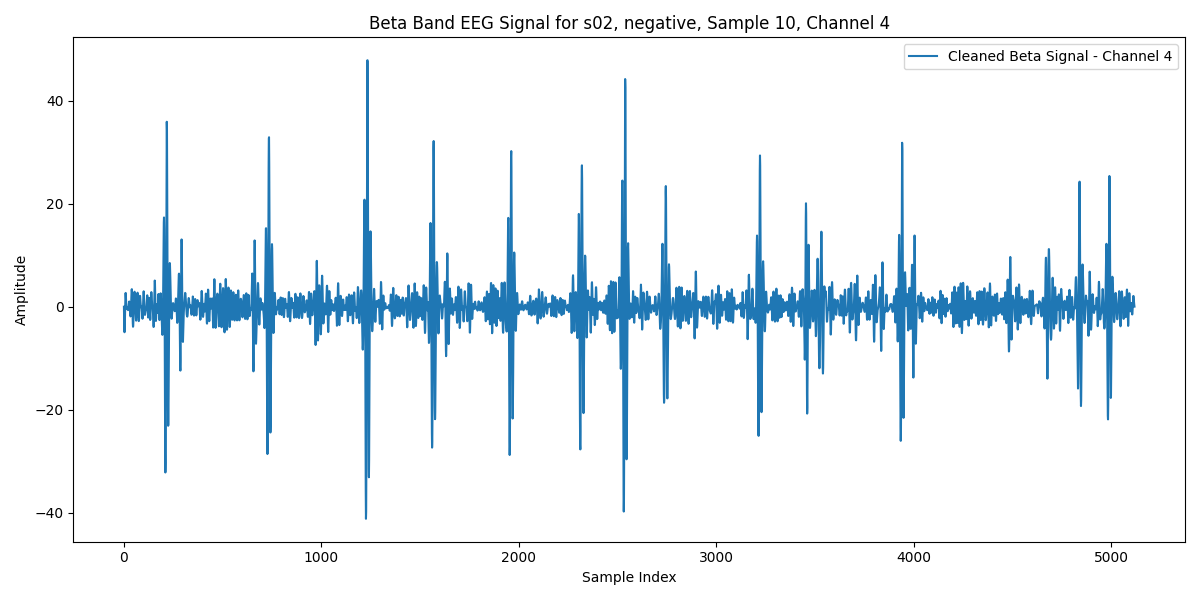 Beta Band EEG Signal for s02, negative, Sample 10, Channel 4
Cleaned Beta Signal - Channel 4
Amplitude
40
20
0
−20
−40
0 1000 2000 3000 4000 5000
Sample Index